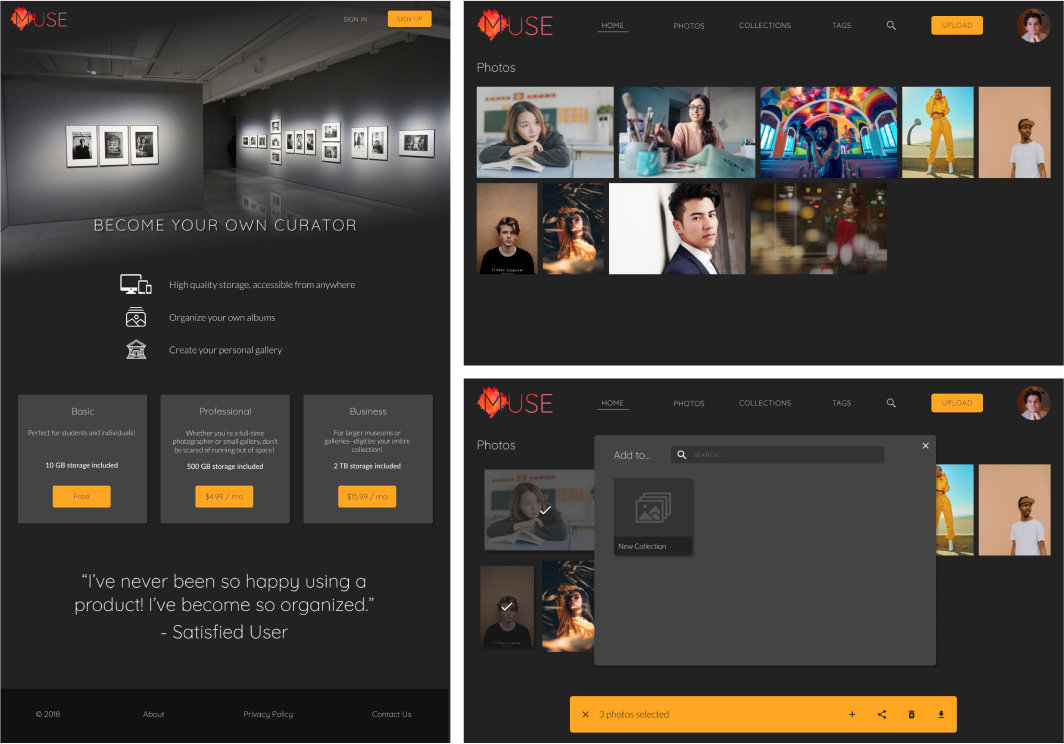 MUSE
SIGN IN
SIGN UP
BECOME YOUR OWN CURATOR
High quality storage, accessible from anywhere
Organize your own albums
Create your personal gallery
Basic
Perfect for students and individuals!
10 GB storage included
Free!
Professional
Whether you're a full-time
photographer or small gallery, don't
be scared of running out of space!
500 GB storage included
$4.99 / mo
Business
For larger museums or
galleries--digitize your entire
collection!
2 TB storage included
$15.99 / mo
“I've never been so happy using a
product! I've become so organized.”
- Satisfied User
© 2018
About
Privacy Policy
Contact Us
MUSE
HOME
PHOTOS
COLLECTIONS
TAGS
UPLOAD
Photos
MUSE
HOME
PHOTOS
COLLECTIONS
TAGS
UPLOAD
Photos
Add to...
SEARCH...
New Collection
3 photos selected